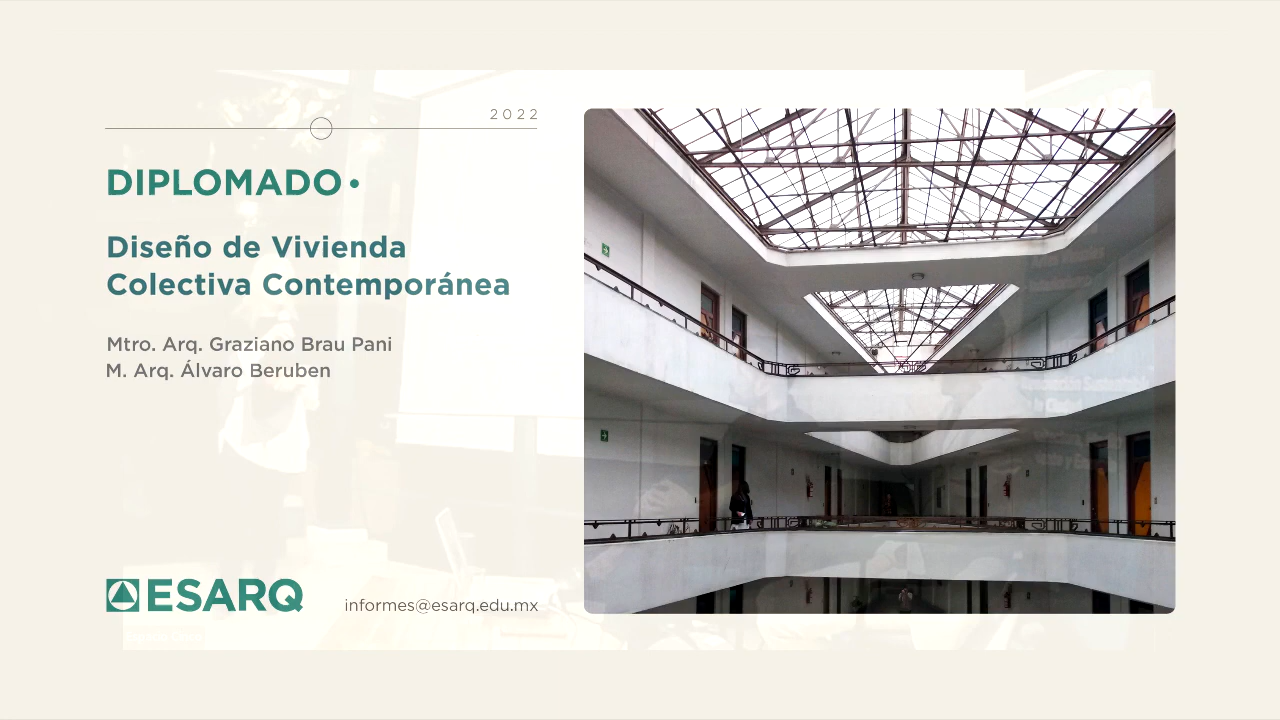 2022
DIPLOMADO•
Diseño de Vivienda
Colectiva Contemporánea
Mtro. Arq. Graziano Brau Pani
M. Arq. Álvaro Beruben
ESARQ
informes@esarq.edu.mx